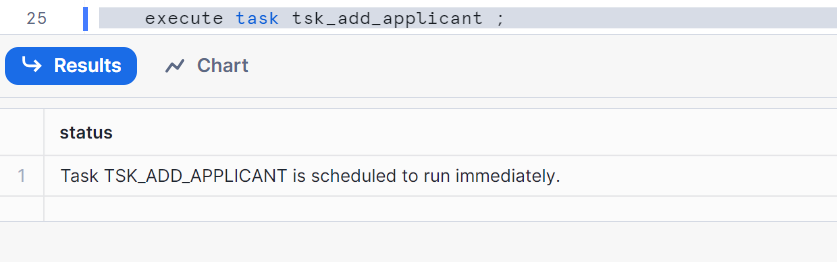 25 execute task tsk_add_applicant ;
Results Chart
status
1 Task TSK_ADD_APPLICANT is scheduled to run immediately.